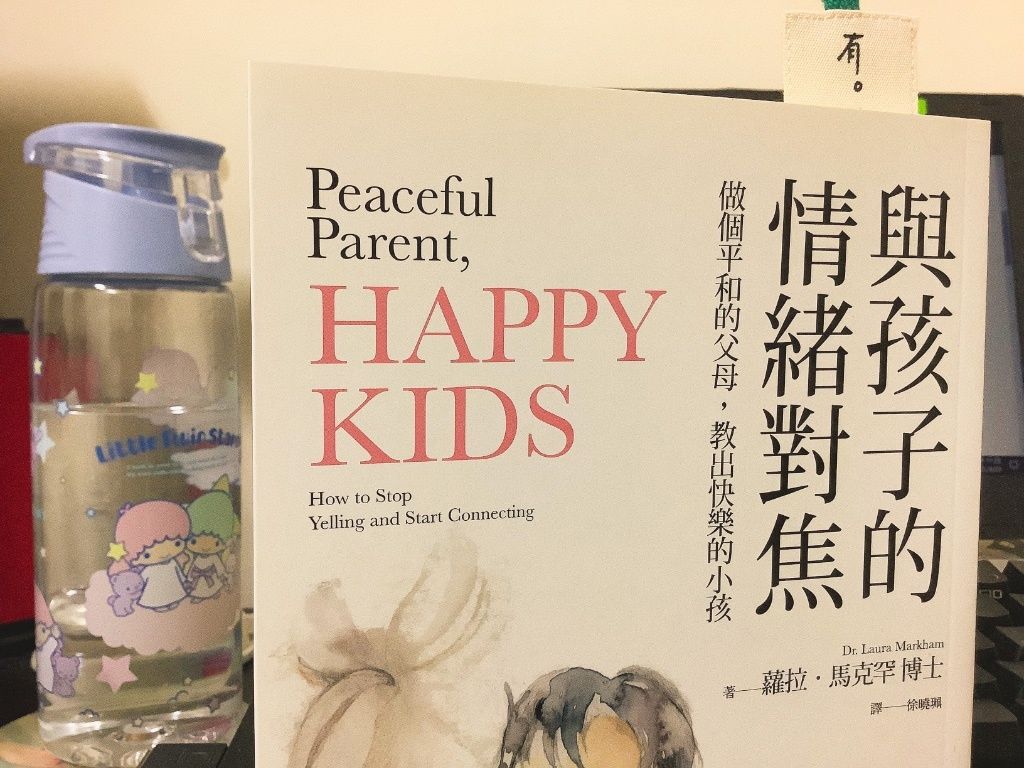 有。
Peaceful
Parent,
HAPPY
KIDS
How to Stop
Yelling and Start Connecting
與孩子的
情緒對焦
做個平和的父母，教出快樂的小孩
Dr. Laura Markham
著——蘿拉・馬克罕 博士
譯——徐曉珮
Little Twin Stars